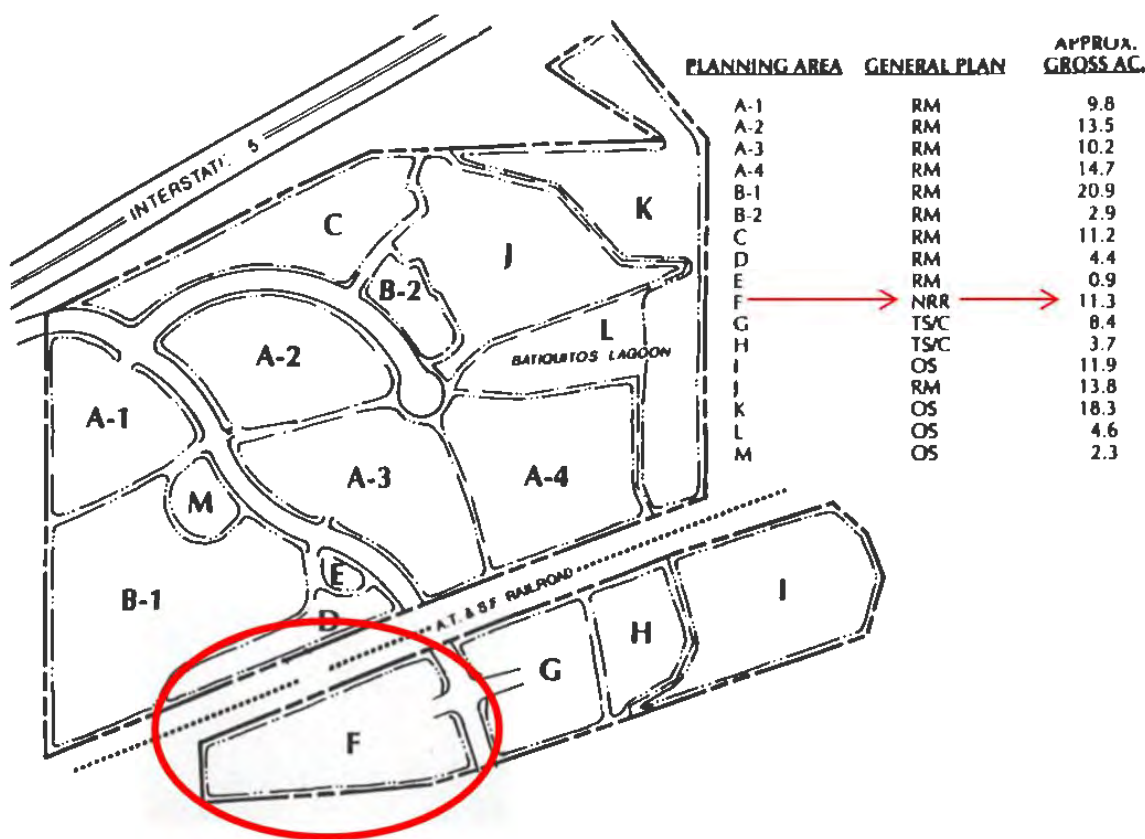 APPROX.
PLANNING AREA GENERAL PLAN GROSS AC.
A-1 RM 9.8
A-2 RM 13.5
A-3 RM 10.2
A-4 RM 14.7
B-1 RM 20.9
B-2 RM 2.9
C RM 11.2
D RM 4.4
E RM 0.9
F NRR 11.3
G TS/C 8.4
H TS/C 3.7
I OS 11.9
J RM 13.8
K OS 18.3
L OS 4.6
M OS 2.3
INTERSTATE 5
C
K
J
B-2
L
BATIQUITOS LAGOON
A-2
A-1
A-3
A-4
M
E
B-1
D
A.T. & S.F. RAILROAD
I
H
G
F